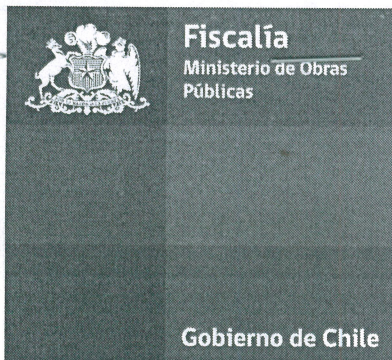 Fiscalía
Ministerio de Obras
Públicas
Gobierno de Chile